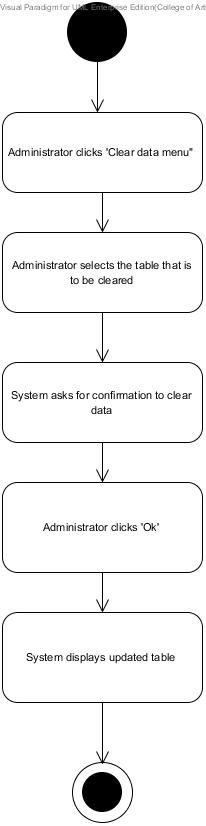 Visual Paradigm for UML Enterprise Edition(College of Art
Administrator clicks 'Clear data menu"
Administrator selects the table that is
to be cleared
System asks for confirmation to clear
data
Administrator clicks 'Ok'
System displays updated table